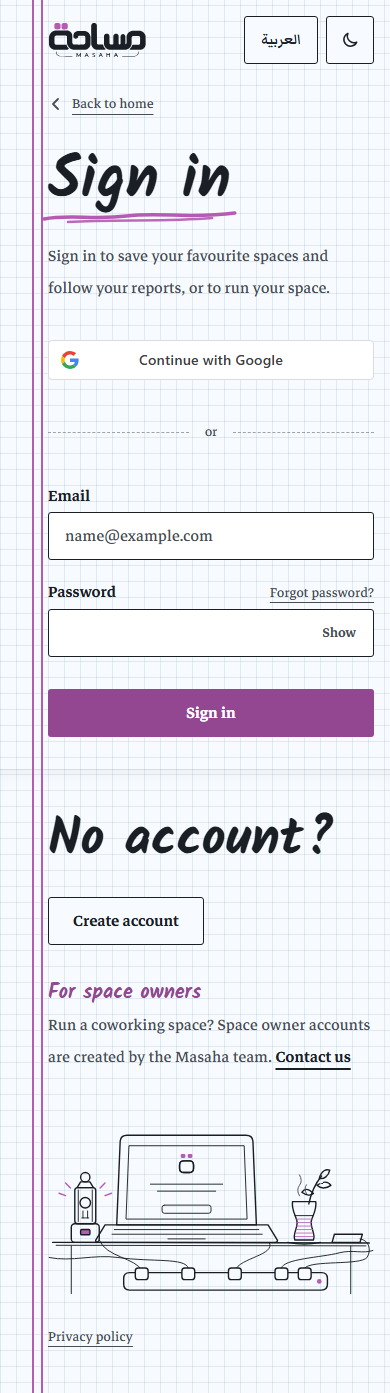 مساحة
MASAHA
العربية
Back to home
Sign in
Sign in to save your favourite spaces and
follow your reports, or to run your space.
Continue with Google
or
Email
name@example.com
Password
Forgot password?
Show
Sign in
No account?
Create account
For space owners
Run a coworking space? Space owner accounts
are created by the Masaha team. Contact us
Privacy policy